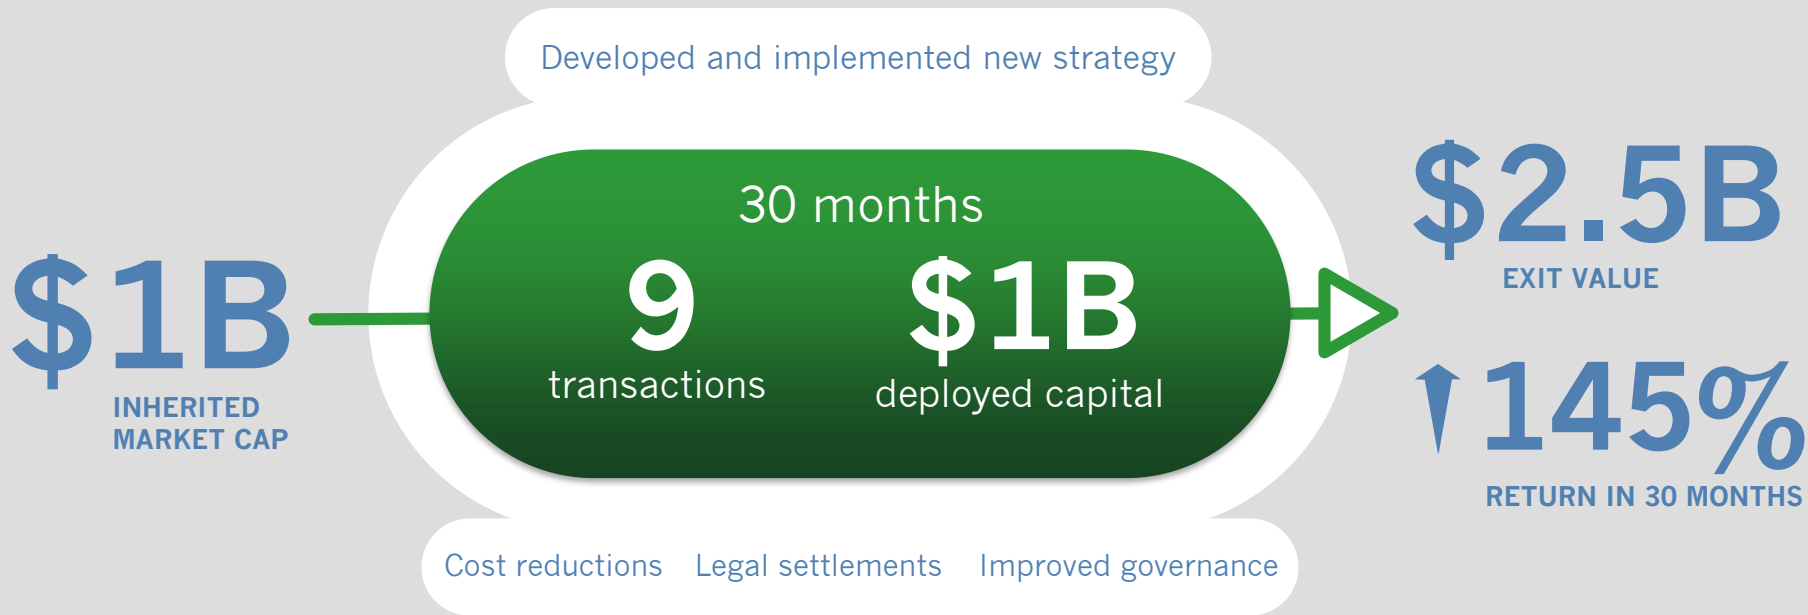 Developed and implemented new strategy
$1B
INHERITED
MARKET CAP
30 months
9
transactions
$1B
deployed capital
$2.5B
EXIT VALUE
145%
RETURN IN 30 MONTHS
Cost reductions Legal settlements Improved governance